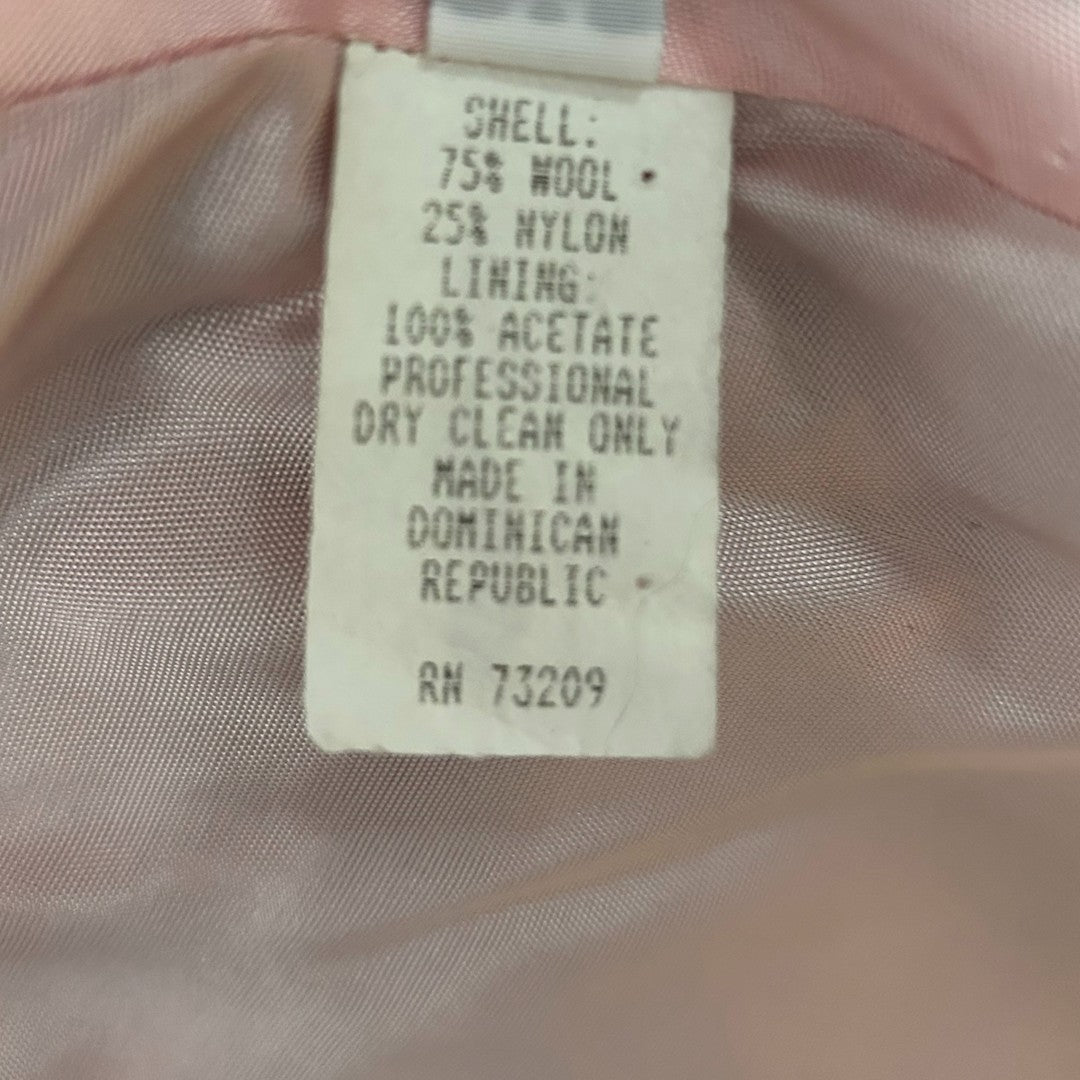 SHELL:
75% WOOL
25% NYLON
LINING:
100% ACETATE
PROFESSIONAL
DRY CLEAN ONLY
MADE IN
DOMINICAN
REPUBLIC
RN 73209